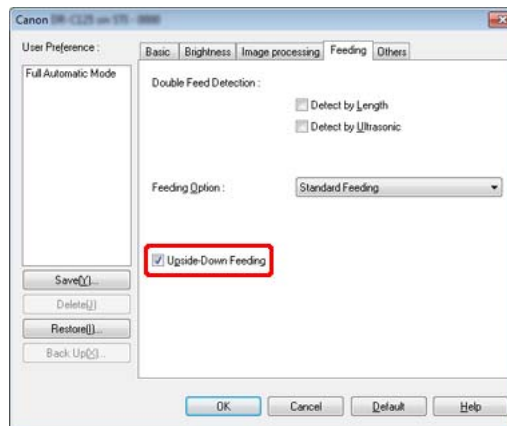 Canon
User Preference :
Full Automatic Mode
Save(Y)...
Delete(J)
Restore(I)...
Back Up(X)...
Basic Brightness Image processing Feeding Others
Double Feed Detection :
Detect by Length
Detect by Ultrasonic
Feeding Option : Standard Feeding
Upside-Down Feeding
OK Cancel Default Help